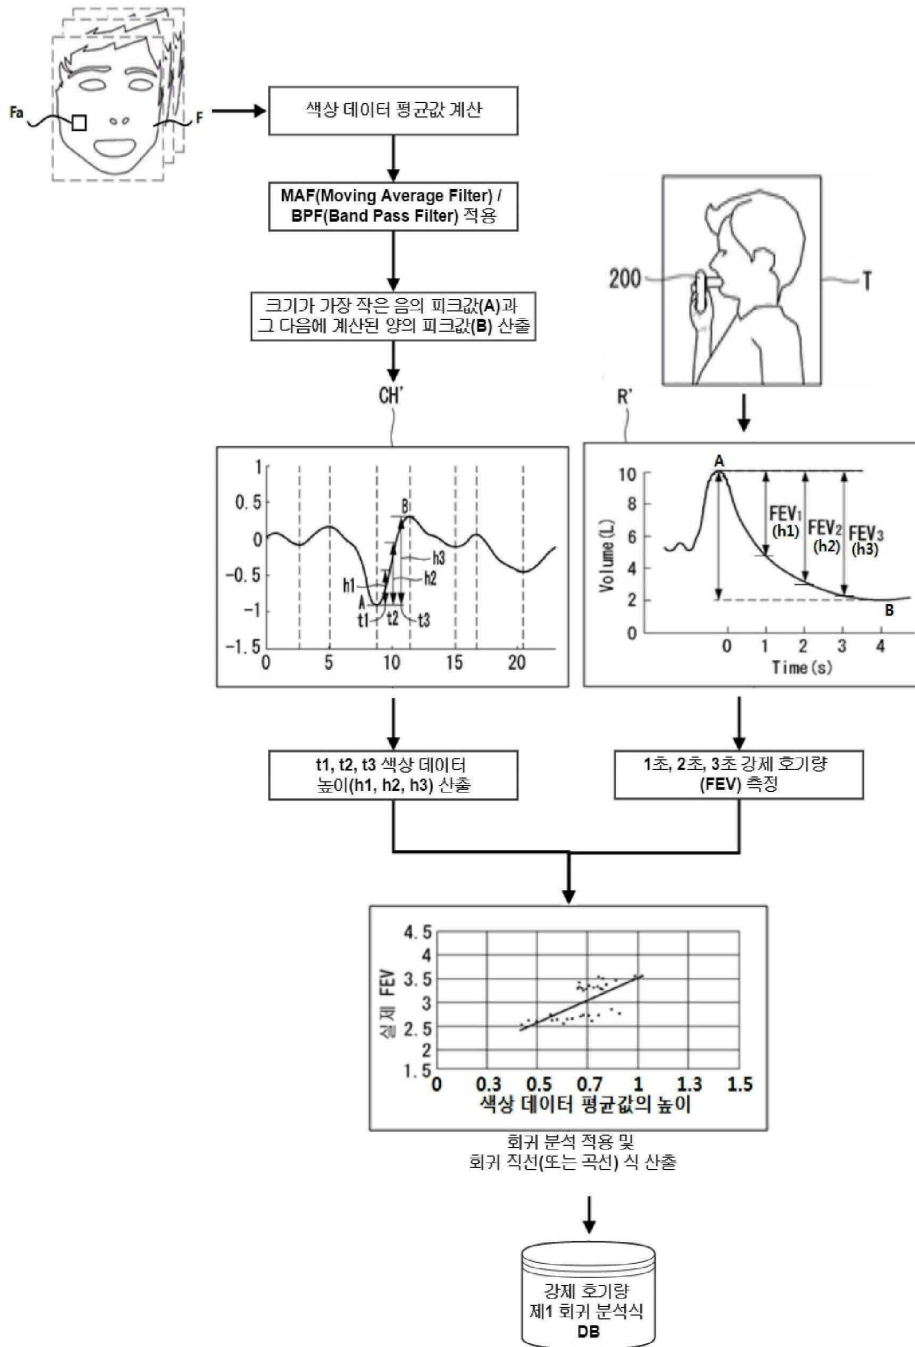 Fa
F
색상 데이터 평균값 계산
MAF(Moving Average Filter) /
BPF(Band Pass Filter) 적용
크기가 가장 작은 음의 피크값(A)과
그 다음에 계산된 양의 피크값(B) 산출
200
T
CH'
1
0.5
0
-0.5
-1
-1.5
0
5
10
15
20
A
B
h1
h2
h3
t1
t2
t3
R'
Volume(L)
10
8
6
4
2
0
A
FEV1
(h1)
FEV2
(h2)
FEV3
(h3)
B
0
1
2
3
4
Time(s)
t1, t2, t3 색상 데이터
높이(h1, h2, h3) 산출
1초, 2초, 3초 강제 호기량
(FEV) 측정
실제 FEV
4.5
4
3.5
3
2.5
2
1.5
0
0.3
0.5
0.7
1
1.3
1.5
색상 데이터 평균값의 높이
회귀 분석 적용 및
회귀 직선(또는 곡선) 식 산출
강제 호기량
제1 회귀 분석식
DB